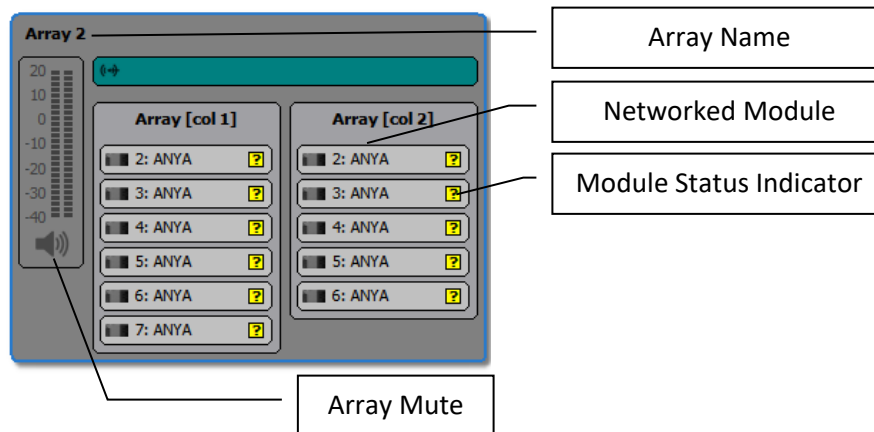 Array 2
Array Name
20
10
0
-10
-20
-30
-40
Array [col 1]
2: ANYA ?
3: ANYA ?
4: ANYA ?
5: ANYA ?
6: ANYA ?
7: ANYA ?
Array [col 2]
2: ANYA ?
3: ANYA ?
4: ANYA ?
5: ANYA ?
6: ANYA ?
Networked Module
Module Status Indicator
Array Mute